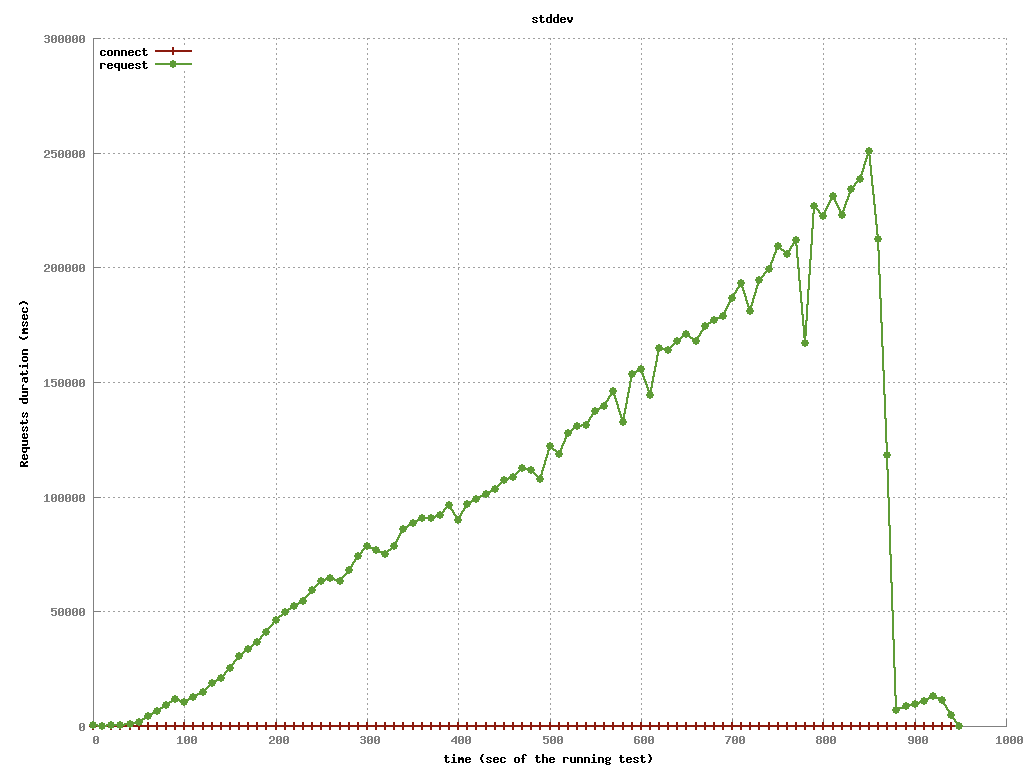 stddev
connect
request
300000
250000
200000
150000
100000
50000
0
Requests duration (msec)
0 100 200 300 400 500 600 700 800 900 1000
time (sec of the running test)